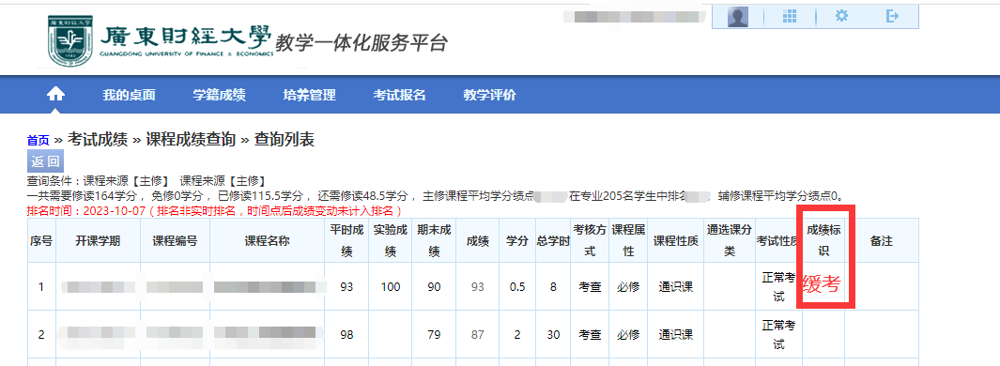 廣東財經大學 教学一体化服务平台
GUANGDONG UNIVERSITY OF FINANCE & ECONOMICS
我的桌面 学籍成绩 培养管理 考试报名 教学评价
首页 » 考试成绩 » 课程成绩查询 » 查询列表
返回
查询条件：课程来源【主修】 课程来源【主修】
一共需要修读164学分，免修0学分，已修读115.5学分，还需修读48.5学分，主修课程平均学分绩点 在专业205名学生中排名 辅修课程平均学分绩点0。
排名时间：2023-10-07（排名非实时排名，时间点后成绩变动未计入排名）
序号 开课学期 课程编号 课程名称 平时成绩 实验成绩 期末成绩 成绩 学分 总学时 考核方式 课程属性 课程性质 通选课分类 考试性质 成绩标识 备注
1 93 100 90 93 0.5 8 考查 必修 通识课 正常考试 缓考
2 98 79 87 2 30 考查 必修 通识课 正常考试